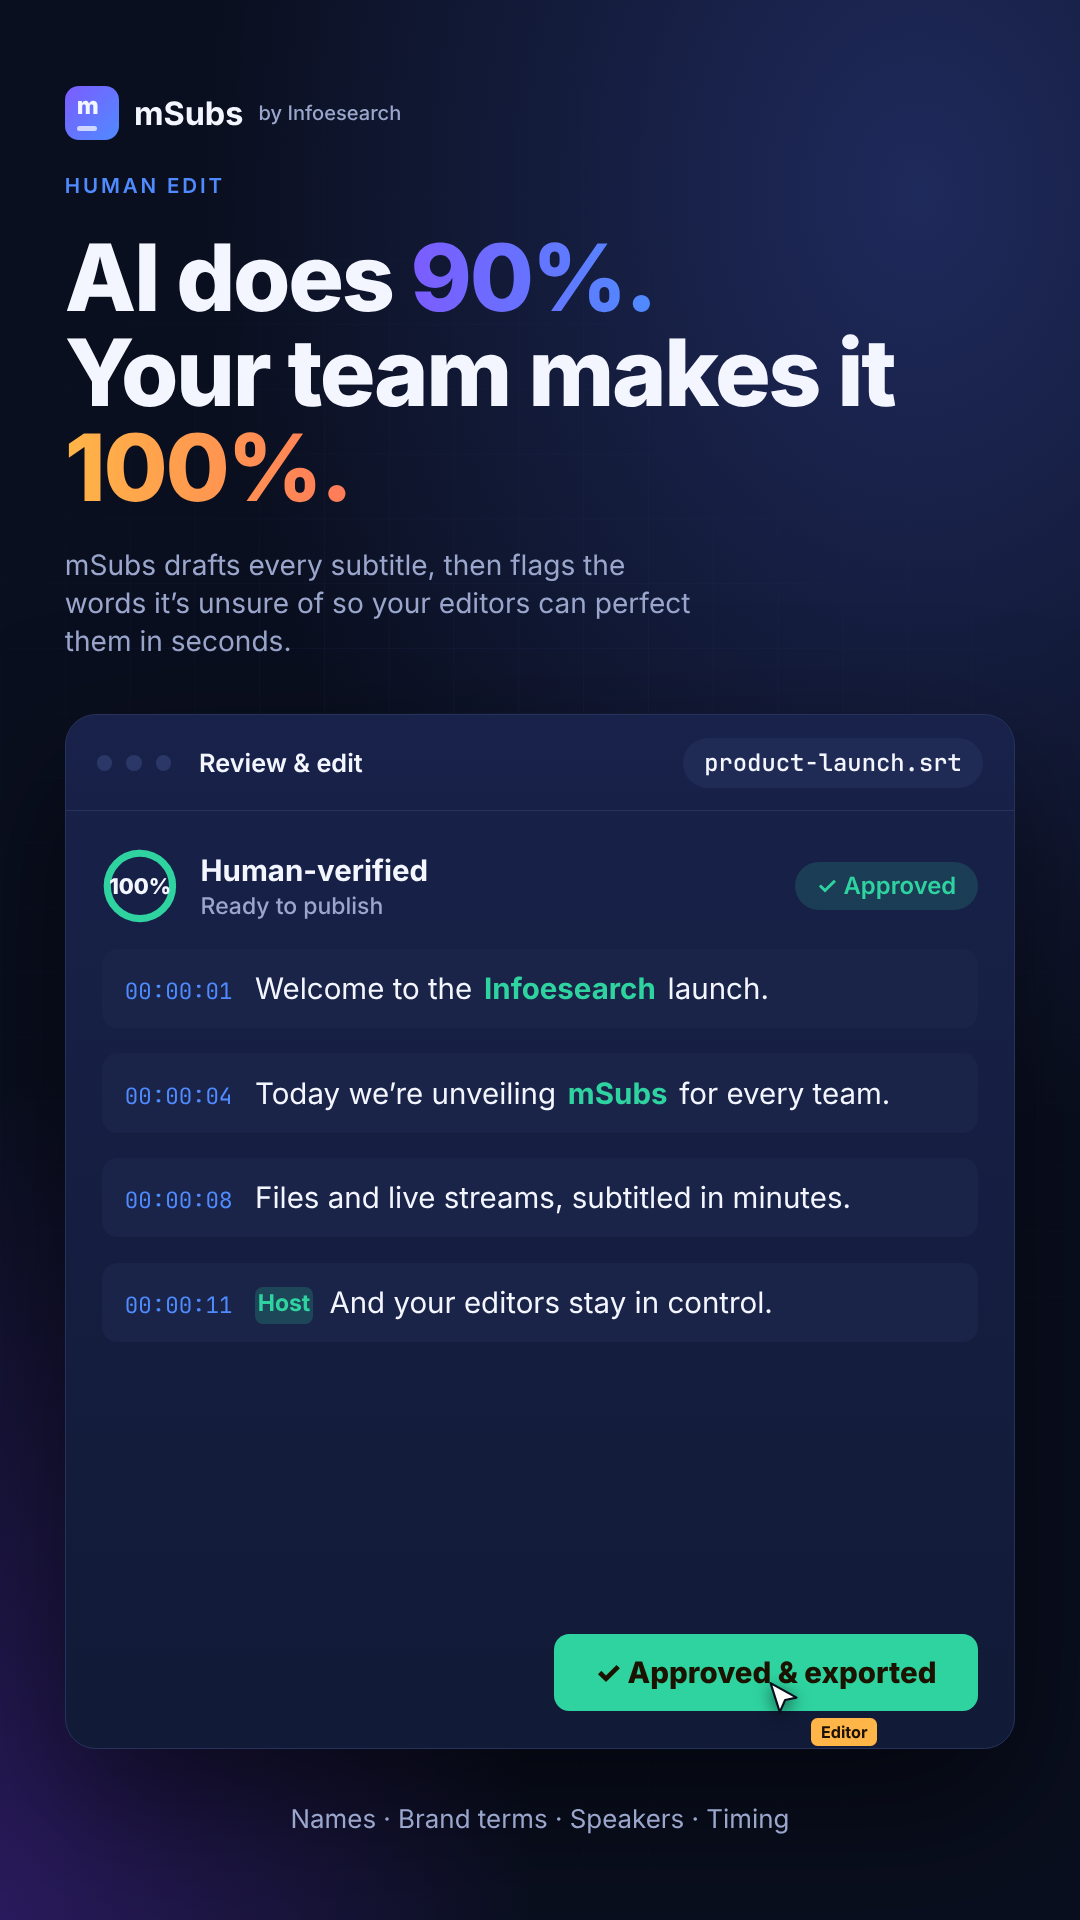 m
mSubs by Infoesearch
HUMAN EDIT
AI does 90%.
Your team makes it
100%.
mSubs drafts every subtitle, then flags the
words it’s unsure of so your editors can perfect
them in seconds.
Review & edit
product-launch.srt
100%
Human-verified
Ready to publish
✓ Approved
00:00:01 Welcome to the Infoesearch launch.
00:00:04 Today we’re unveiling mSubs for every team.
00:00:08 Files and live streams, subtitled in minutes.
00:00:11 Host And your editors stay in control.
✓ Approved & exported
Editor
Names · Brand terms · Speakers · Timing